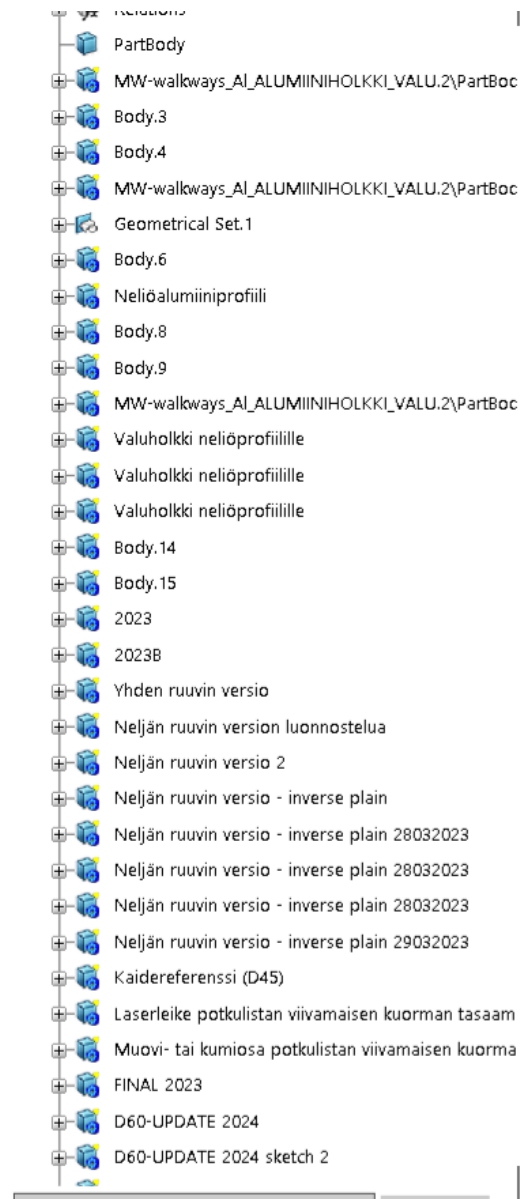 Relations
PartBody
MW-walkways_Al_ALUMIINIHOLKKI_VALU.2\PartBoc
Body.3
Body.4
MW-walkways_Al_ALUMIINIHOLKKI_VALU.2\PartBoc
Geometrical Set.1
Body.6
Neliöalumiiniprofiili
Body.8
Body.9
MW-walkways_Al_ALUMIINIHOLKKI_VALU.2\PartBoc
Valuholkki neliöprofiilille
Valuholkki neliöprofiilille
Valuholkki neliöprofiilille
Body.14
Body.15
2023
2023B
Yhden ruuvin versio
Neljän ruuvin version luonnostelua
Neljän ruuvin versio 2
Neljän ruuvin versio - inverse plain
Neljän ruuvin versio - inverse plain 28032023
Neljän ruuvin versio - inverse plain 28032023
Neljän ruuvin versio - inverse plain 28032023
Neljän ruuvin versio - inverse plain 29032023
Kaidereferenssi (D45)
Laserleike potkulistan viivamaisen kuorman tasaam
Muovi- tai kumiosa potkulistan viivamaisen kuorma
FINAL 2023
D60-UPDATE 2024
D60-UPDATE 2024 sketch 2